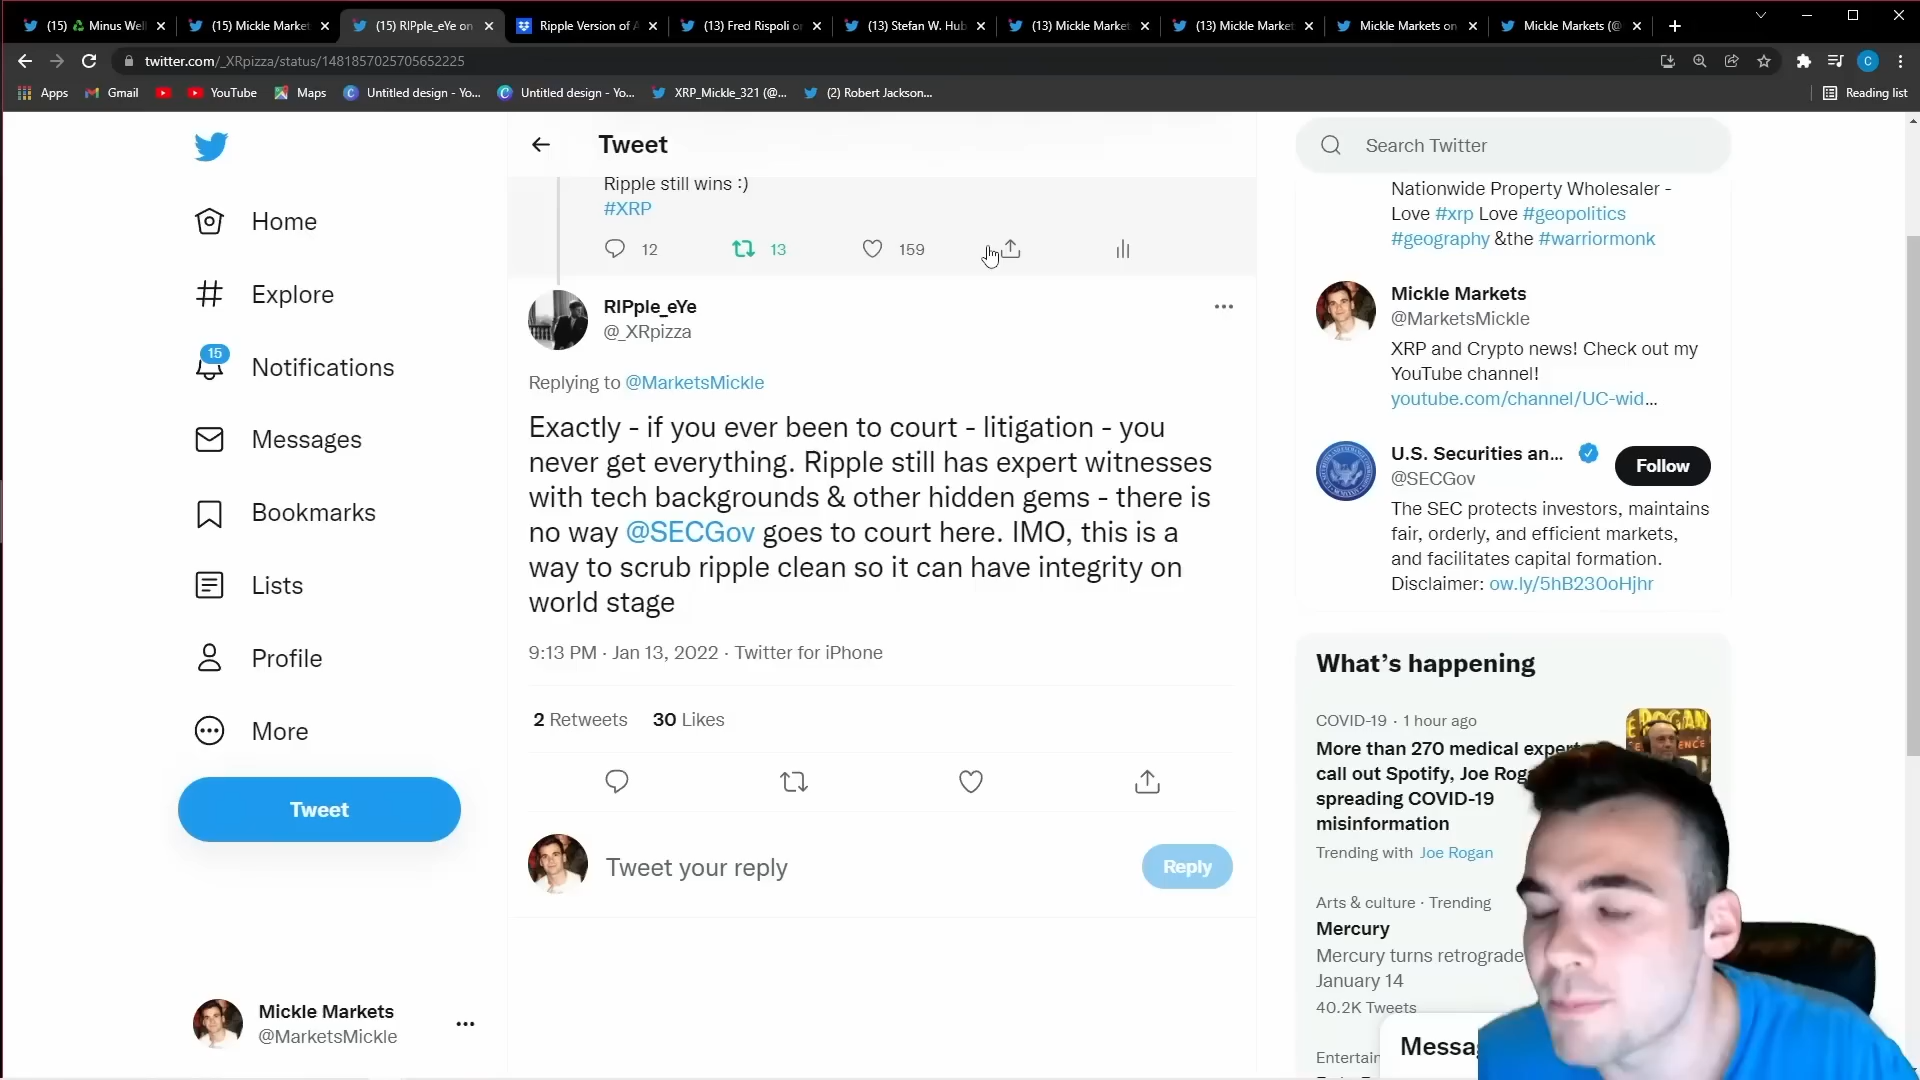 (15) ♻ Minus Wel
(15) Mickle Market
(15) RIPple_eYe on
Ripple Version of A
(13) Fred Rispoli on
(13) Stefan W. Hub
(13) Mickle Market
(13) Mickle Market
Mickle Markets on
Mickle Markets (@
twitter.com/_XRpizza/status/1481857025705652225
C
Apps
Gmail
YouTube
Maps
Untitled design - Yo...
Untitled design - Yo...
XRP_Mickle_321 (@...
(2) Robert Jackson...
Reading list
Home
Explore
15
Notifications
Messages
Bookmarks
Lists
Profile
More
Tweet
Mickle Markets
@MarketsMickle
Tweet
Ripple still wins :)
#XRP
12
13
159
RIPple_eYe
@_XRpizza
Replying to @MarketsMickle
Exactly - if you ever been to court - litigation - you
never get everything. Ripple still has expert witnesses
with tech backgrounds & other hidden gems - there is
no way @SECGov goes to court here. IMO, this is a
way to scrub ripple clean so it can have integrity on
world stage
9:13 PM · Jan 13, 2022 · Twitter for iPhone
2 Retweets 30 Likes
Tweet your reply
Reply
Search Twitter
Nationwide Property Wholesaler -
Love #xrp Love #geopolitics
#geography &the #warriormonk
Mickle Markets
@MarketsMickle
XRP and Crypto news! Check out my
YouTube channel!
youtube.com/channel/UC-wid...
U.S. Securities an...
@SECGov
Follow
The SEC protects investors, maintains
fair, orderly, and efficient markets,
and facilitates capital formation.
Disclaimer: ow.ly/5hB230oHjhr
What's happening
COVID-19 · 1 hour ago
More than 270 medical expert
call out Spotify, Joe Rog
spreading COVID-19
misinformation
Trending with Joe Rogan
Arts & culture · Trending
Mercury
Mercury turns retrograde
January 14
40.2K Tweets
Entertain
Messa